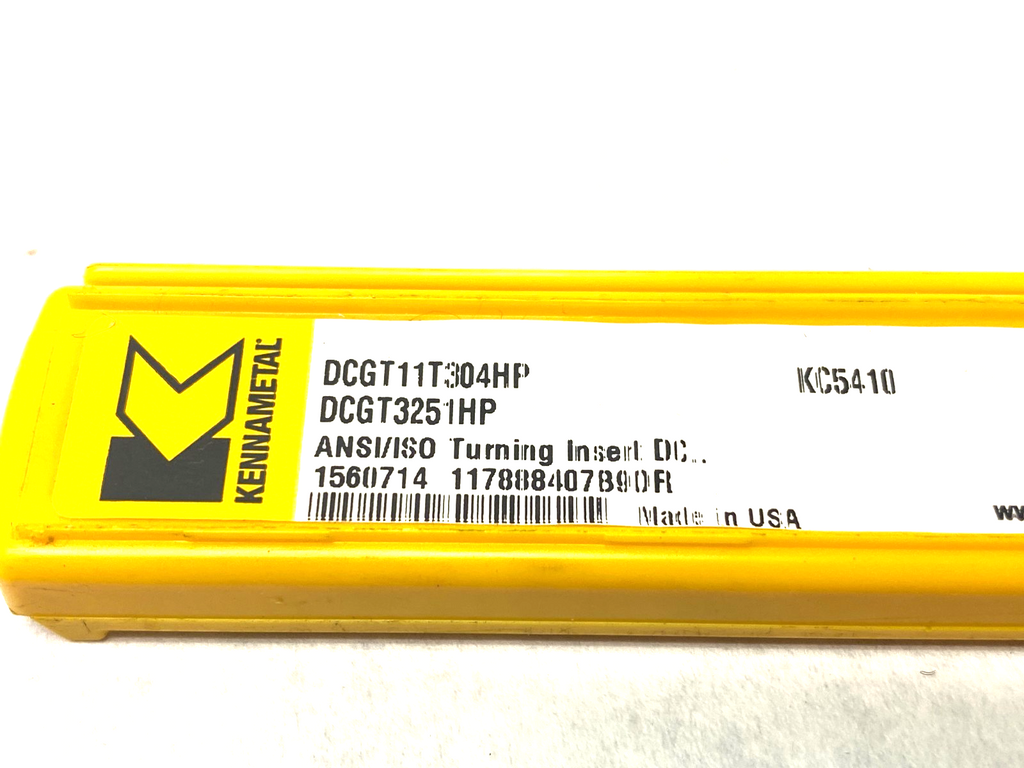 KENNAMETAL
DCGT11T304HP KC5410
DCGT3251HP
ANSI/ISO Turning Insert DC..
1560714 117888407890R
Made in USA